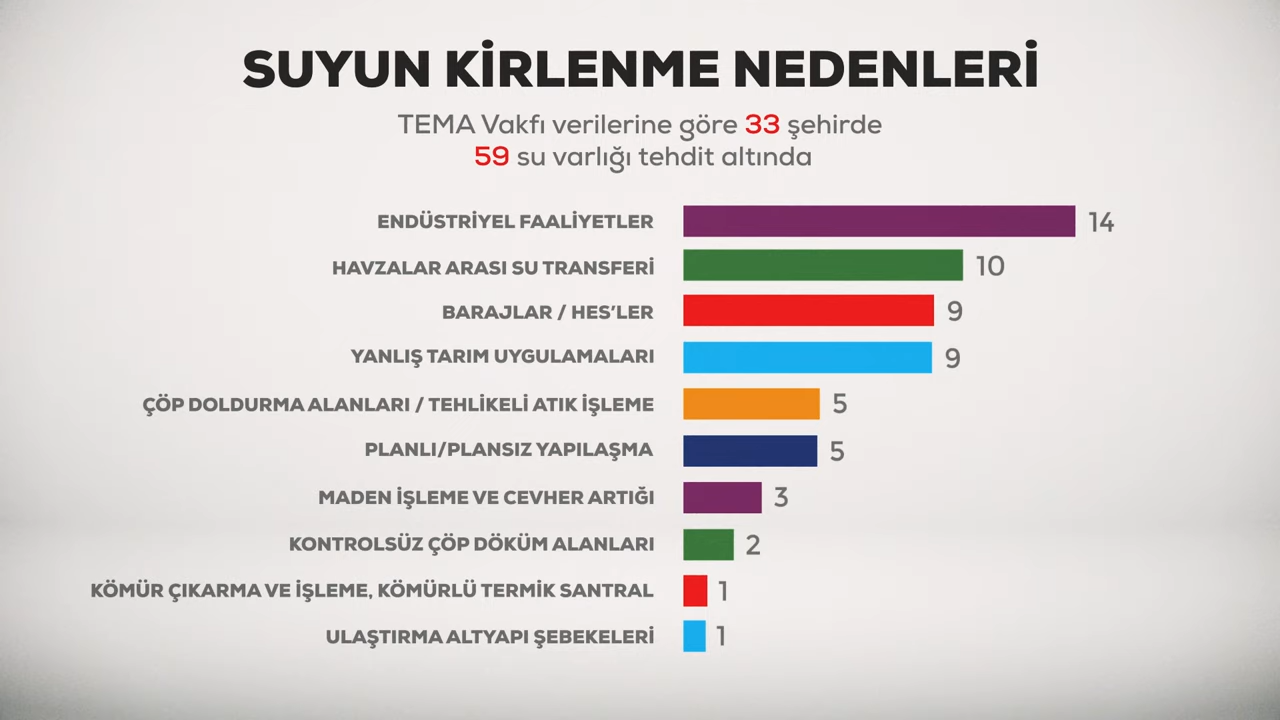 SUYUN KİRLENME NEDENLERİ
TEMA Vakfı verilerine göre 33 şehirde
59 su varlığı tehdit altında
ENDÜSTRİYEL FAALİYETLER 14
HAVZALAR ARASI SU TRANSFERİ 10
BARAJLAR / HES'LER 9
YANLIŞ TARIM UYGULAMALARI 9
ÇÖP DOLDURMA ALANLARI / TEHLİKELİ ATIK İŞLEME 5
PLANLI/PLANSIZ YAPILAŞMA 5
MADEN İŞLEME VE CEVHER ARTIĞI 3
KONTROLSÜZ ÇÖP DÖKÜM ALANLARI 2
KÖMÜR ÇIKARMA VE İŞLEME, KÖMÜRLÜ TERMİK SANTRAL 1
ULAŞTIRMA ALTYAPI ŞEBEKELERİ 1